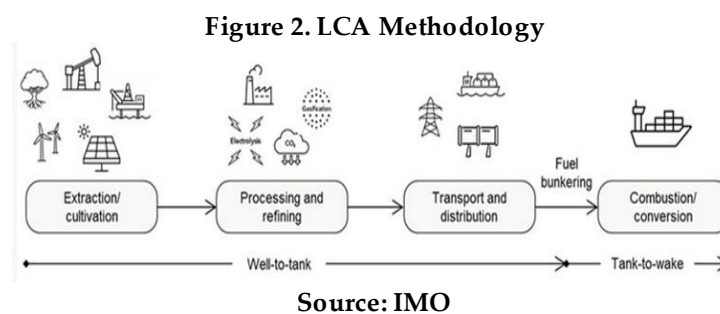 Figure 2. LCA Methodology
Gasification
Electrolysis
CO₂
Fuel
bunkering
Extraction/
cultivation
Processing and
refining
Transport and
distribution
Combustion/
conversion
Well-to-tank
Tank-to-wake
Source: IMO